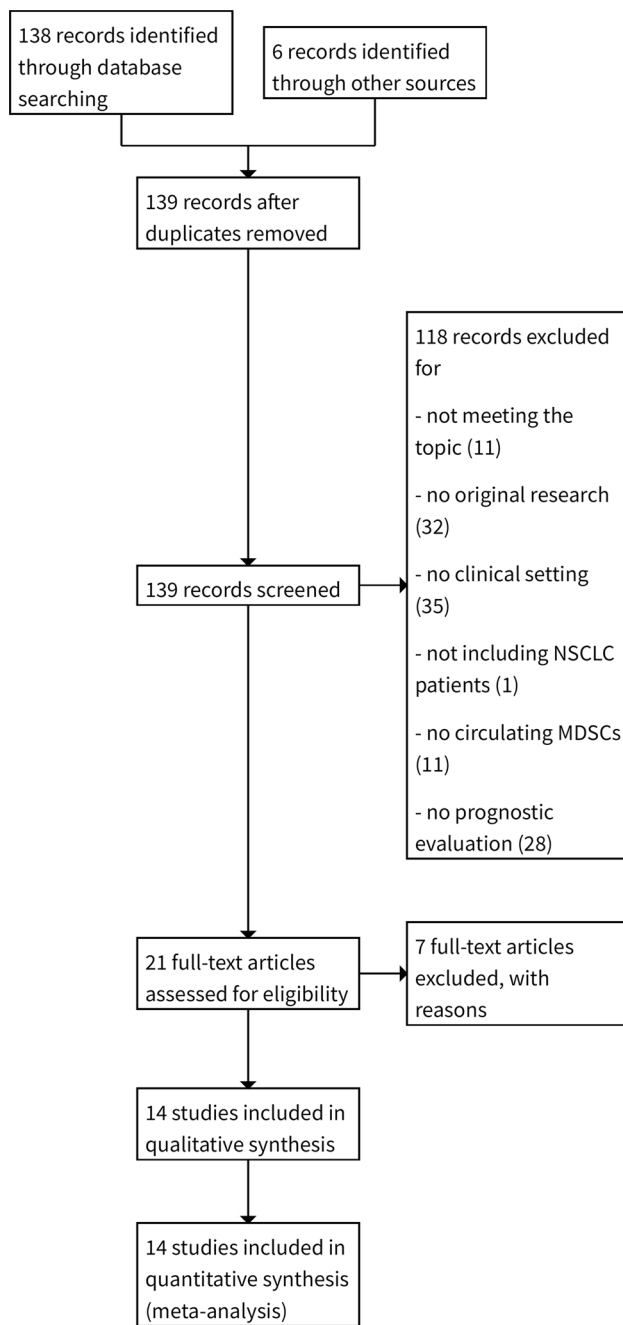 138 records identified
through database
searching
6 records identified
through other sources
139 records after
duplicates removed
118 records excluded
for
- not meeting the
topic (11)
- no original research
(32)
- no clinical setting
(35)
- not including NSCLC
patients (1)
- no circulating MDSCs
(11)
- no prognostic
evaluation (28)
139 records screened
21 full-text articles
assessed for eligibility
7 full-text articles
excluded, with
reasons
14 studies included in
qualitative synthesis
14 studies included in
quantitative synthesis
(meta-analysis)